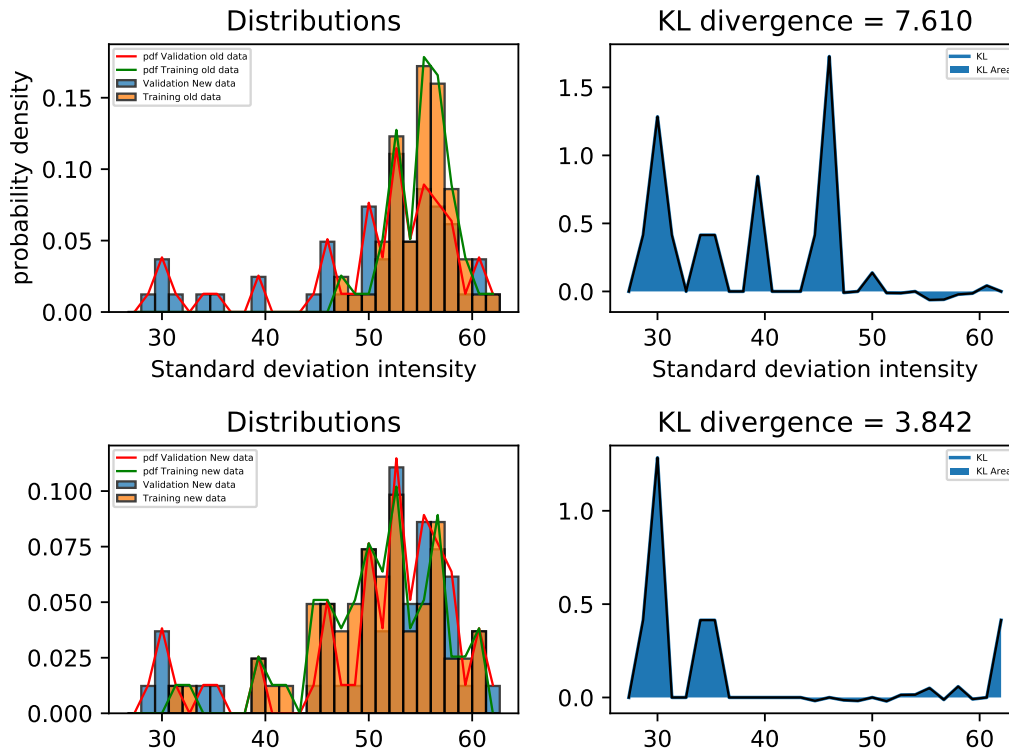 Distributions
KL divergence = 7.610
pdf Validation old data
pdf Training old data
Validation New data
Training old data
KL
KL Area
probability density
0.15
0.10
0.05
0.00
1.5
1.0
0.5
0.0
30 40 50 60
30 40 50 60
Standard deviation intensity
Standard deviation intensity
Distributions
KL divergence = 3.842
pdf Validation New data
pdf Training new data
Validation New data
Training new data
KL
KL Area
0.100
0.075
0.050
0.025
0.000
1.0
0.5
0.0
30 40 50 60
30 40 50 60